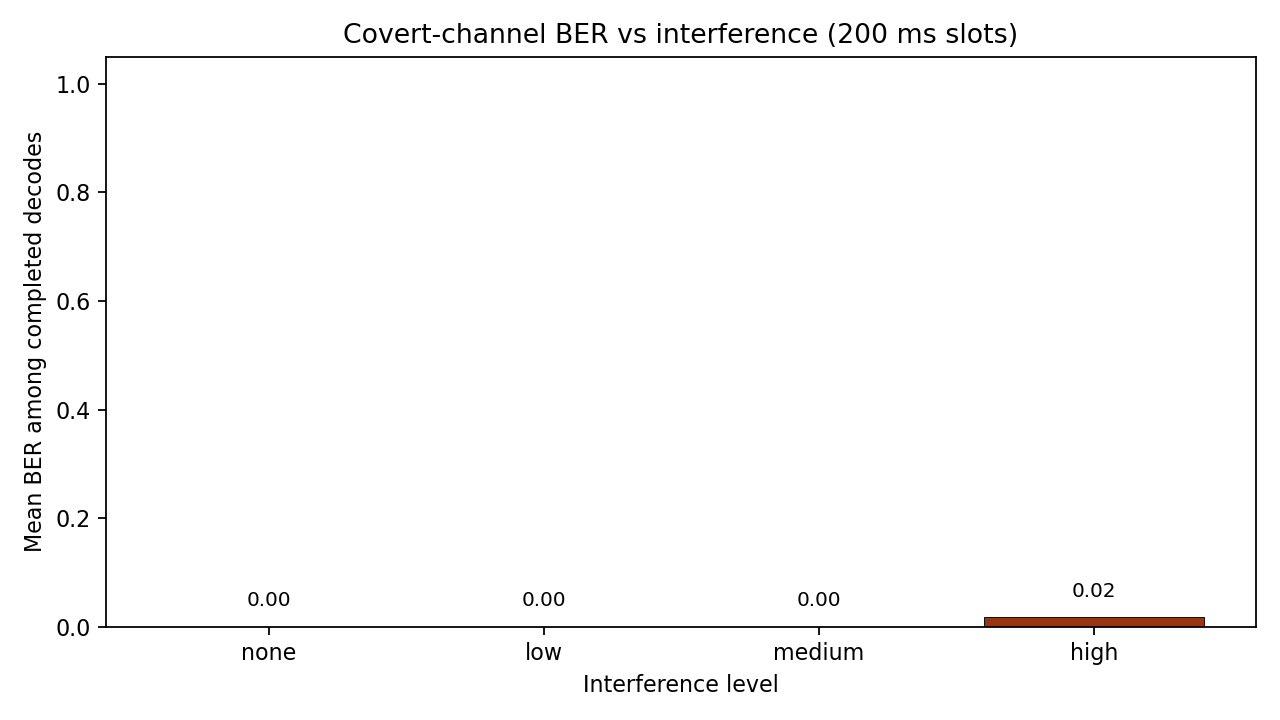 Covert-channel BER vs interference (200 ms slots)
Mean BER among completed decodes
1.0
0.8
0.6
0.4
0.2
0.0
0.00
0.00
0.00
0.02
none
low
medium
high
Interference level